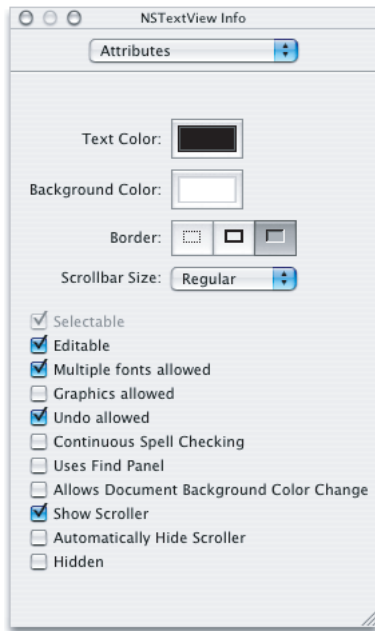 NSTextView Info
Attributes
Text Color:
Background Color:
Border:
Scrollbar Size: Regular
Selectable
Editable
Multiple fonts allowed
Graphics allowed
Undo allowed
Continuous Spell Checking
Uses Find Panel
Allows Document Background Color Change
Show Scroller
Automatically Hide Scroller
Hidden